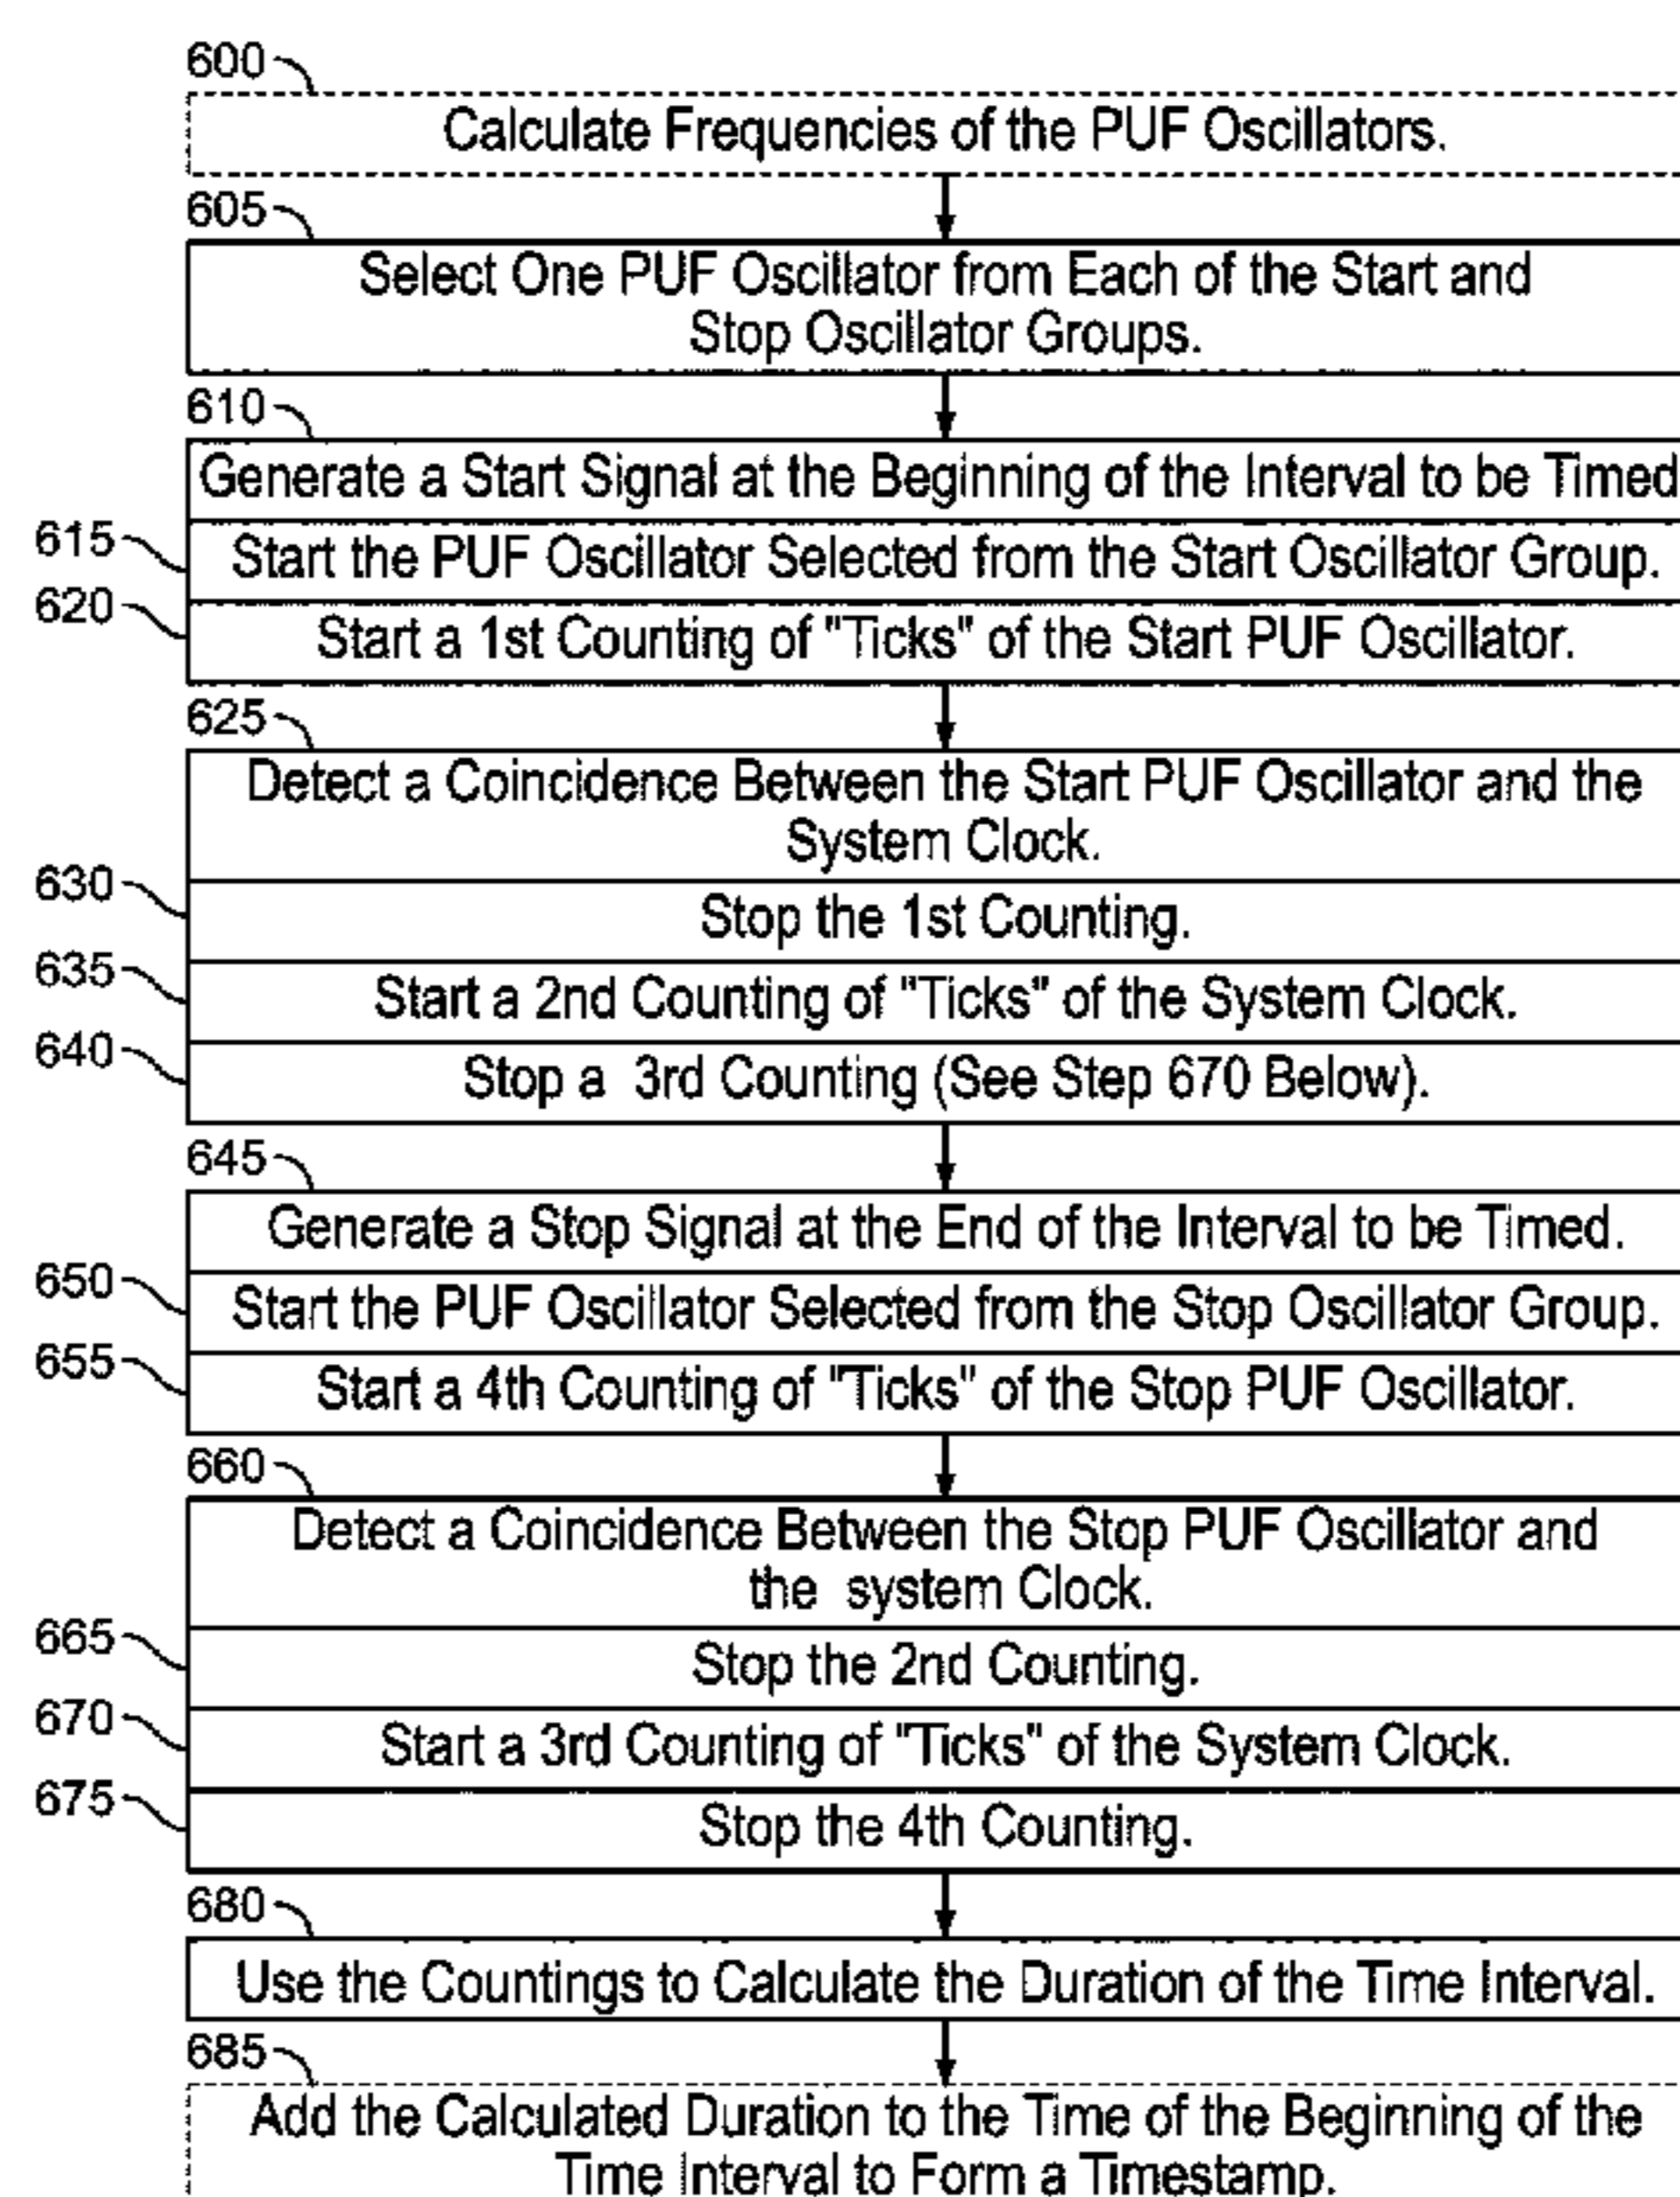 600
Calculate Frequencies of the PUF Oscillators.
605
Select One PUF Oscillator from Each of the Start and
Stop Oscillator Groups.
610
Generate a Start Signal at the Beginning of the Interval to be Timed
615
Start the PUF Oscillator Selected from the Start Oscillator Group.
620
Start a 1st Counting of "Ticks" of the Start PUF Oscillator.
625
Detect a Coincidence Between the Start PUF Oscillator and the
System Clock.
630
Stop the 1st Counting.
635
Start a 2nd Counting of "Ticks" of the System Clock.
640
Stop a 3rd Counting (See Step 670 Below).
645
Generate a Stop Signal at the End of the Interval to be Timed.
650
Start the PUF Oscillator Selected from the Stop Oscillator Group.
655
Start a 4th Counting of "Ticks" of the Stop PUF Oscillator.
660
Detect a Coincidence Between the Stop PUF Oscillator and
the system Clock.
665
Stop the 2nd Counting.
670
Start a 3rd Counting of "Ticks" of the System Clock.
675
Stop the 4th Counting.
680
Use the Countings to Calculate the Duration of the Time Interval.
685
Add the Calculated Duration to the Time of the Beginning of the
Time Interval to Form a Timestamp.